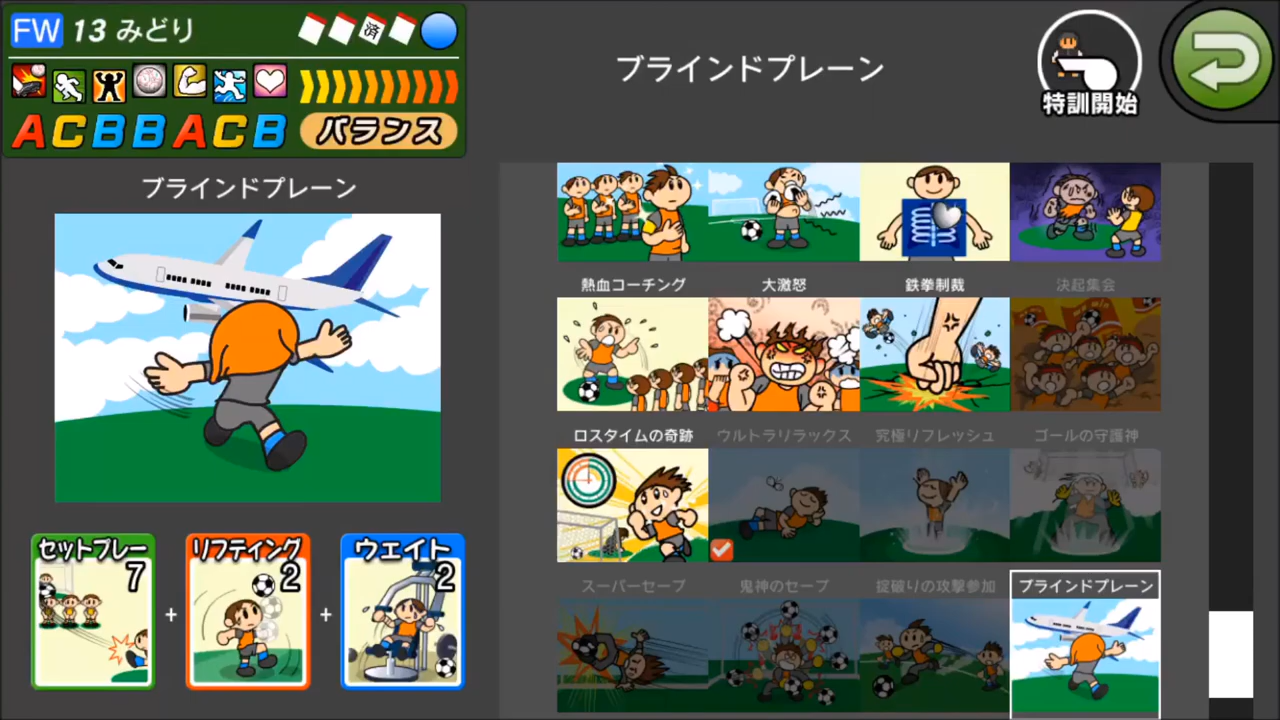 FW 13 みどり
済
A C B B A C B バランス
ブラインドプレーン
特訓開始
ブラインドプレーン
セットプレー 7
+
リフティング 2
+
ウェイト 2
熱血コーチング 大激怒 鉄拳制裁 決起集会
ロスタイムの奇跡 ウルトラリラックス 究極リフレッシュ ゴールの守護神
スーパーセーブ 鬼神のセーブ 掟破りの攻撃参加 ブラインドプレーン